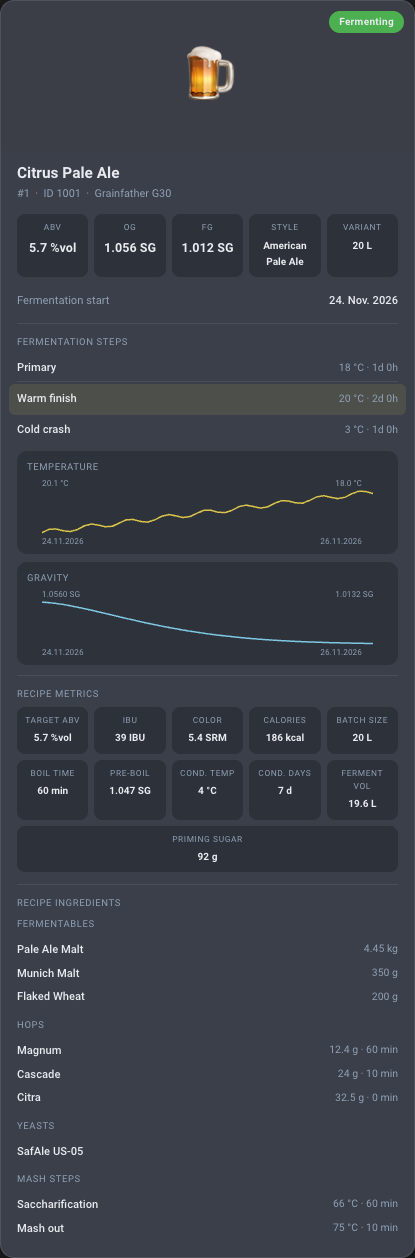 Fermenting
Citrus Pale Ale
#1 · ID 1001 · Grainfather G30
ABV OG FG STYLE VARIANT
5.7 %vol 1.056 SG 1.012 SG American Pale Ale 20 L
Fermentation start 24. Nov. 2026
FERMENTATION STEPS
Primary 18 °C · 1d 0h
Warm finish 20 °C · 2d 0h
Cold crash 3 °C · 1d 0h
TEMPERATURE
20.1 °C 18.0 °C
24.11.2026 26.11.2026
GRAVITY
1.0560 SG 1.0132 SG
24.11.2026 26.11.2026
RECIPE METRICS
TARGET ABV IBU COLOR CALORIES BATCH SIZE
5.7 %vol 39 IBU 5.4 SRM 186 kcal 20 L
BOIL TIME PRE-BOIL COND. TEMP COND. DAYS FERMENT VOL
60 min 1.047 SG 4 °C 7 d 19.6 L
PRIMING SUGAR
92 g
RECIPE INGREDIENTS
FERMENTABLES
Pale Ale Malt 4.45 kg
Munich Malt 350 g
Flaked Wheat 200 g
HOPS
Magnum 12.4 g · 60 min
Cascade 24 g · 10 min
Citra 32.5 g · 0 min
YEASTS
SafAle US-05
MASH STEPS
Saccharification 66 °C · 60 min
Mash out 75 °C · 10 min